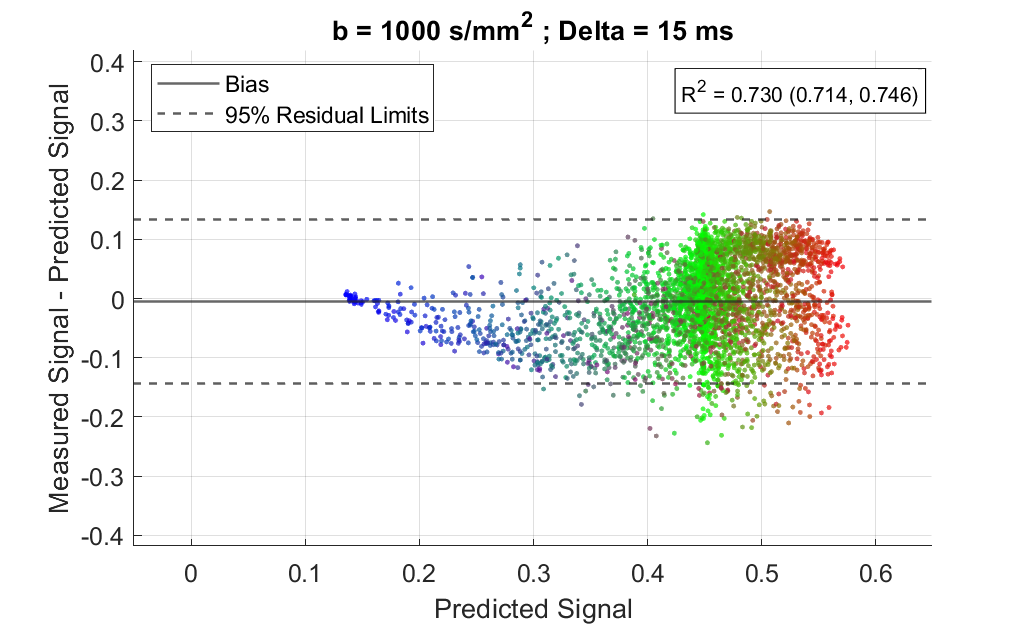 b = 1000 s/mm² ; Delta = 15 ms
Measured Signal - Predicted Signal
0.4
0.3
0.2
0.1
0
-0.1
-0.2
-0.3
-0.4
Bias
95% Residual Limits
R² = 0.730 (0.714, 0.746)
0 0.1 0.2 0.3 0.4 0.5 0.6
Predicted Signal